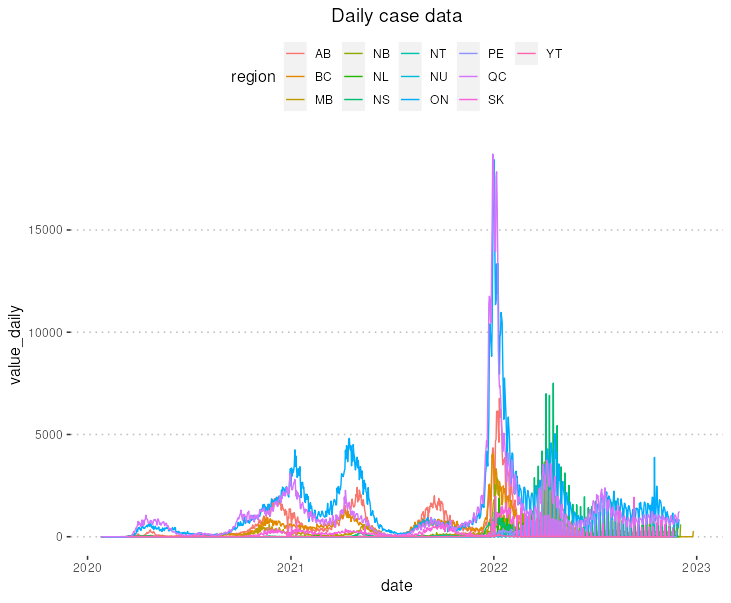 Daily case data
region
AB NB NT PE YT
BC NL NU QC
MB NS ON SK
value_daily
15000
10000
5000
0
2020 2021 2022 2023
date